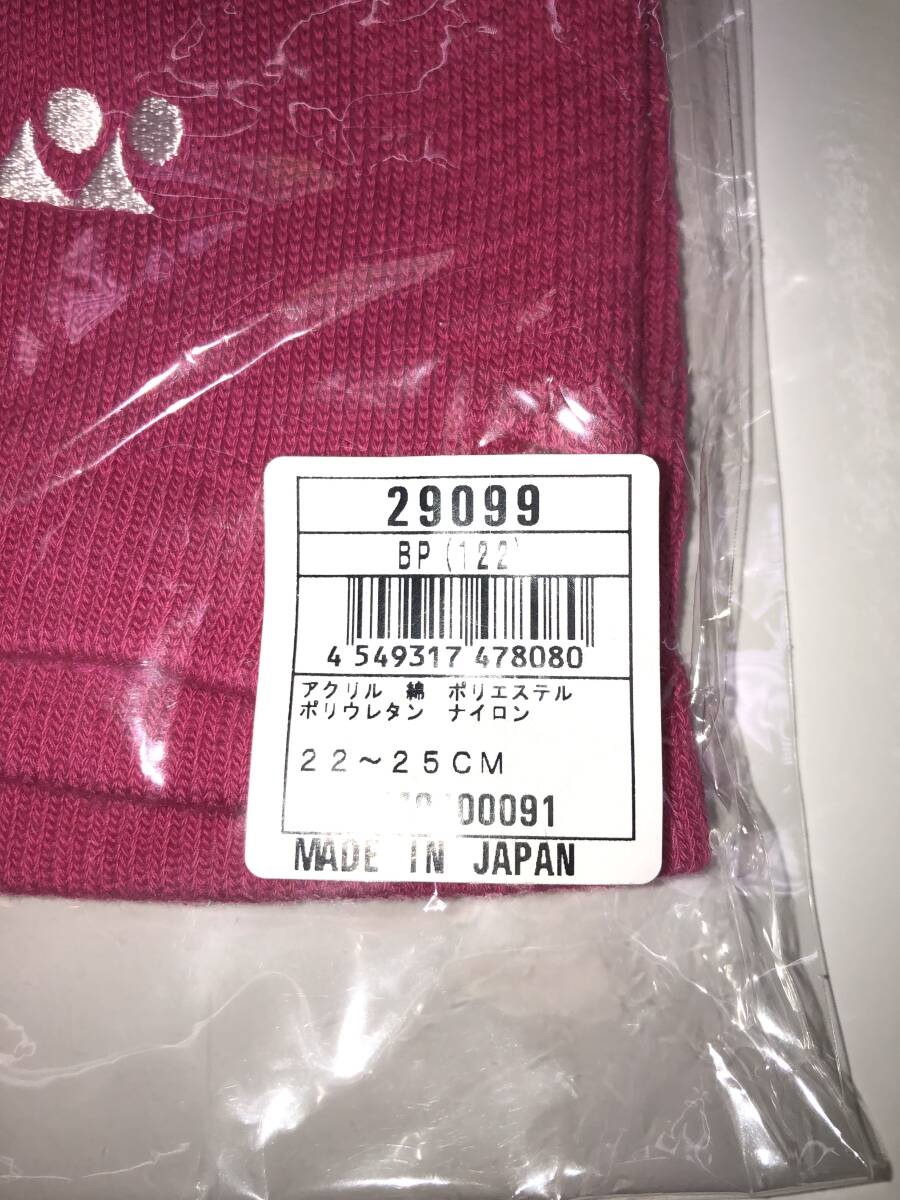 29099
BP(122)
4 549317 478080
アクリル 綿 ポリエステル
ポリウレタン ナイロン
22~25CM
00091
MADE IN JAPAN